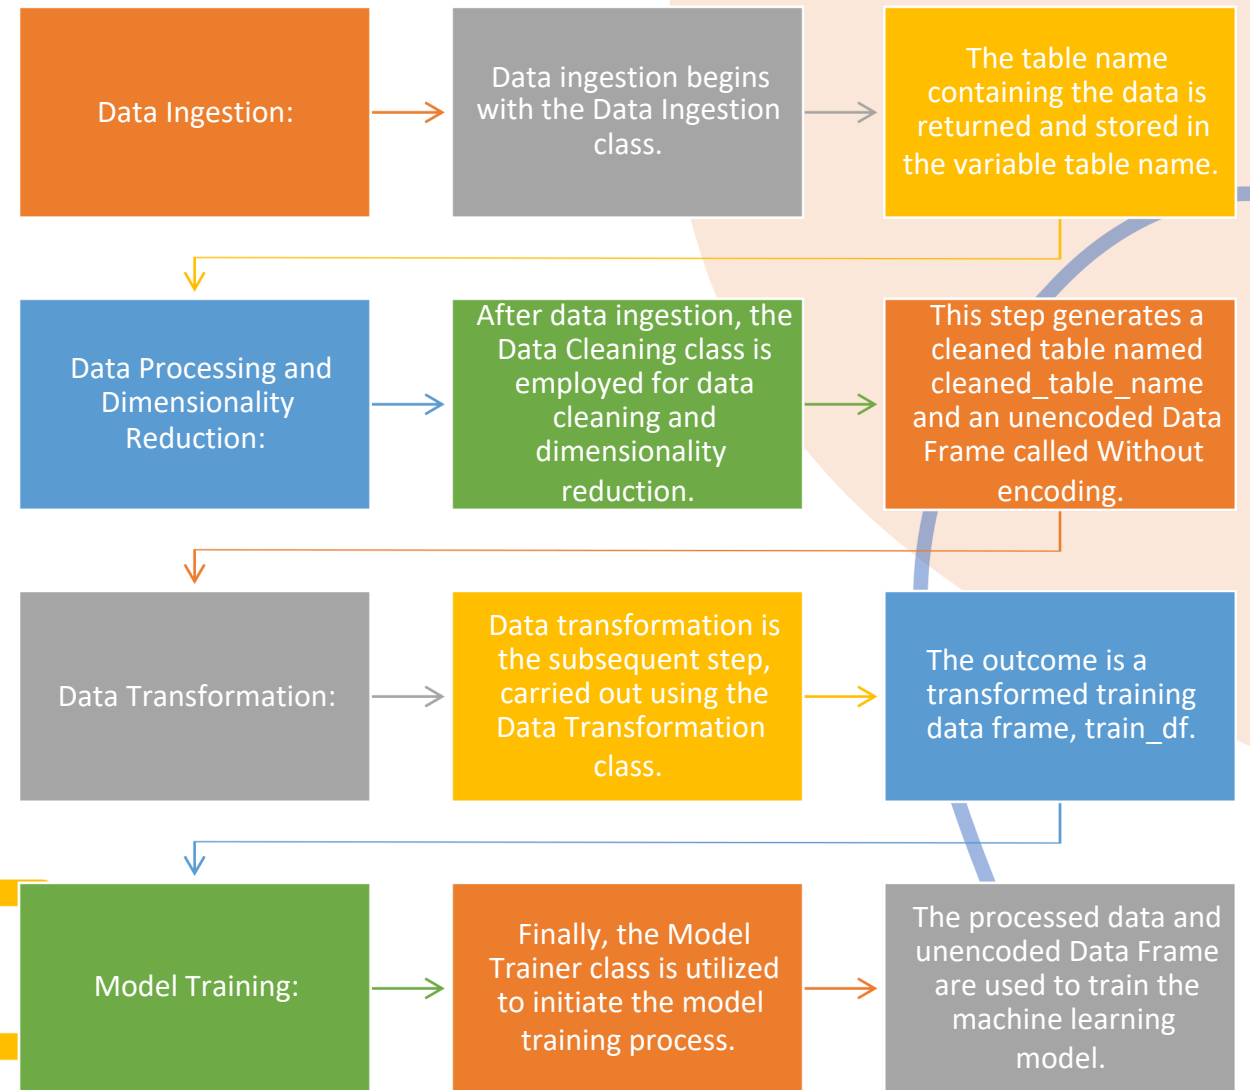 Data Ingestion:
Data ingestion begins
with the Data Ingestion
class.
The table name
containing the data is
returned and stored in
the variable table name.
Data Processing and
Dimensionality
Reduction:
After data ingestion, the
Data Cleaning class is
employed for data
cleaning and
dimensionality
reduction.
This step generates a
cleaned table named
cleaned_table_name
and an unencoded Data
Frame called Without
encoding.
Data Transformation:
Data transformation is
the subsequent step,
carried out using the
Data Transformation
class.
The outcome is a
transformed training
data frame, train_df.
Model Training:
Finally, the Model
Trainer class is utilized
to initiate the model
training process.
The processed data and
unencoded Data Frame
are used to train the
machine learning
model.